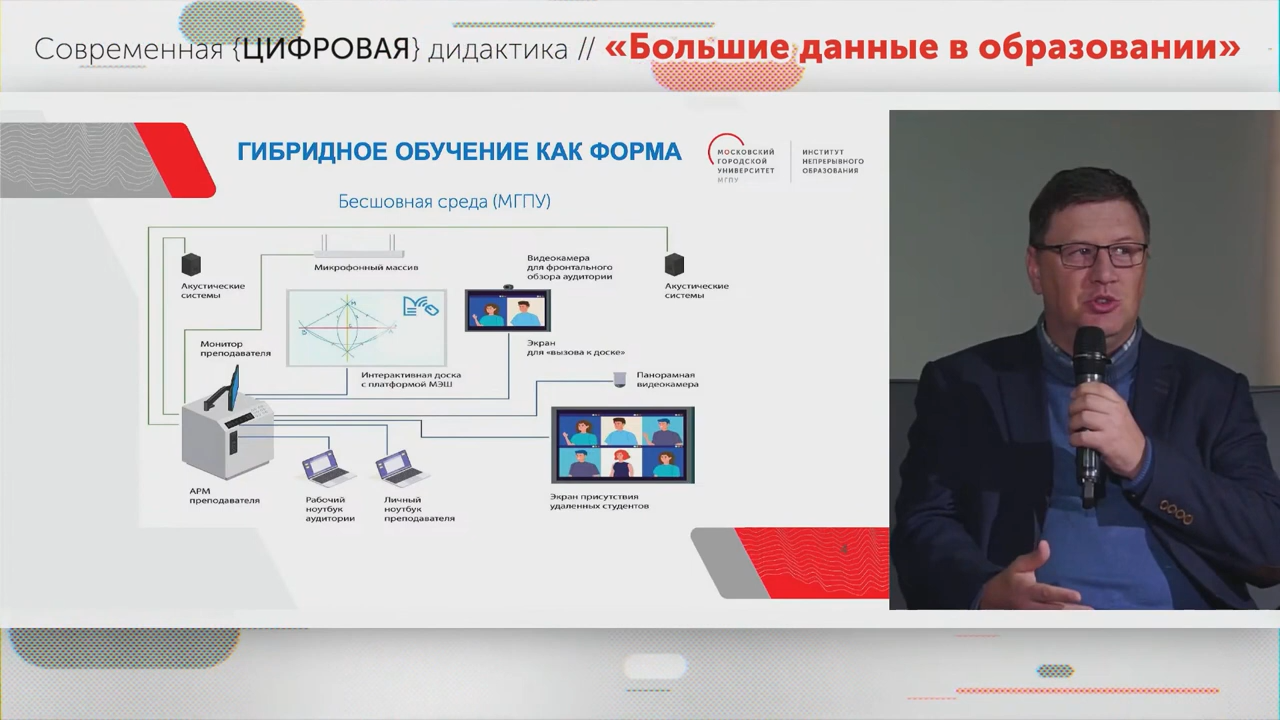 Современная {ЦИФРОВАЯ} дидактика // «Большие данные в образовании»
ГИБРИДНОЕ ОБУЧЕНИЕ КАК ФОРМА
МОСКОВСКИЙ
ГОРОДСКОЙ
УНИВЕРСИТЕТ
МГПУ
ИНСТИТУТ
НЕПРЕРЫВНОГО
ОБРАЗОВАНИЯ
Бесшовная среда (МГПУ)
Акустические
системы
Микрофонный массив
Видеокамера
для фронтального
обзора аудитории
Акустические
системы
Монитор
преподавателя
Экран
для «вызова к доске»
Интерактивная доска
с платформой МЭШ
Панорамная
видеокамера
АРМ
преподавателя
Рабочий
ноутбук
аудитории
Личный
ноутбук
преподавателя
Экран присутствия
удаленных студентов